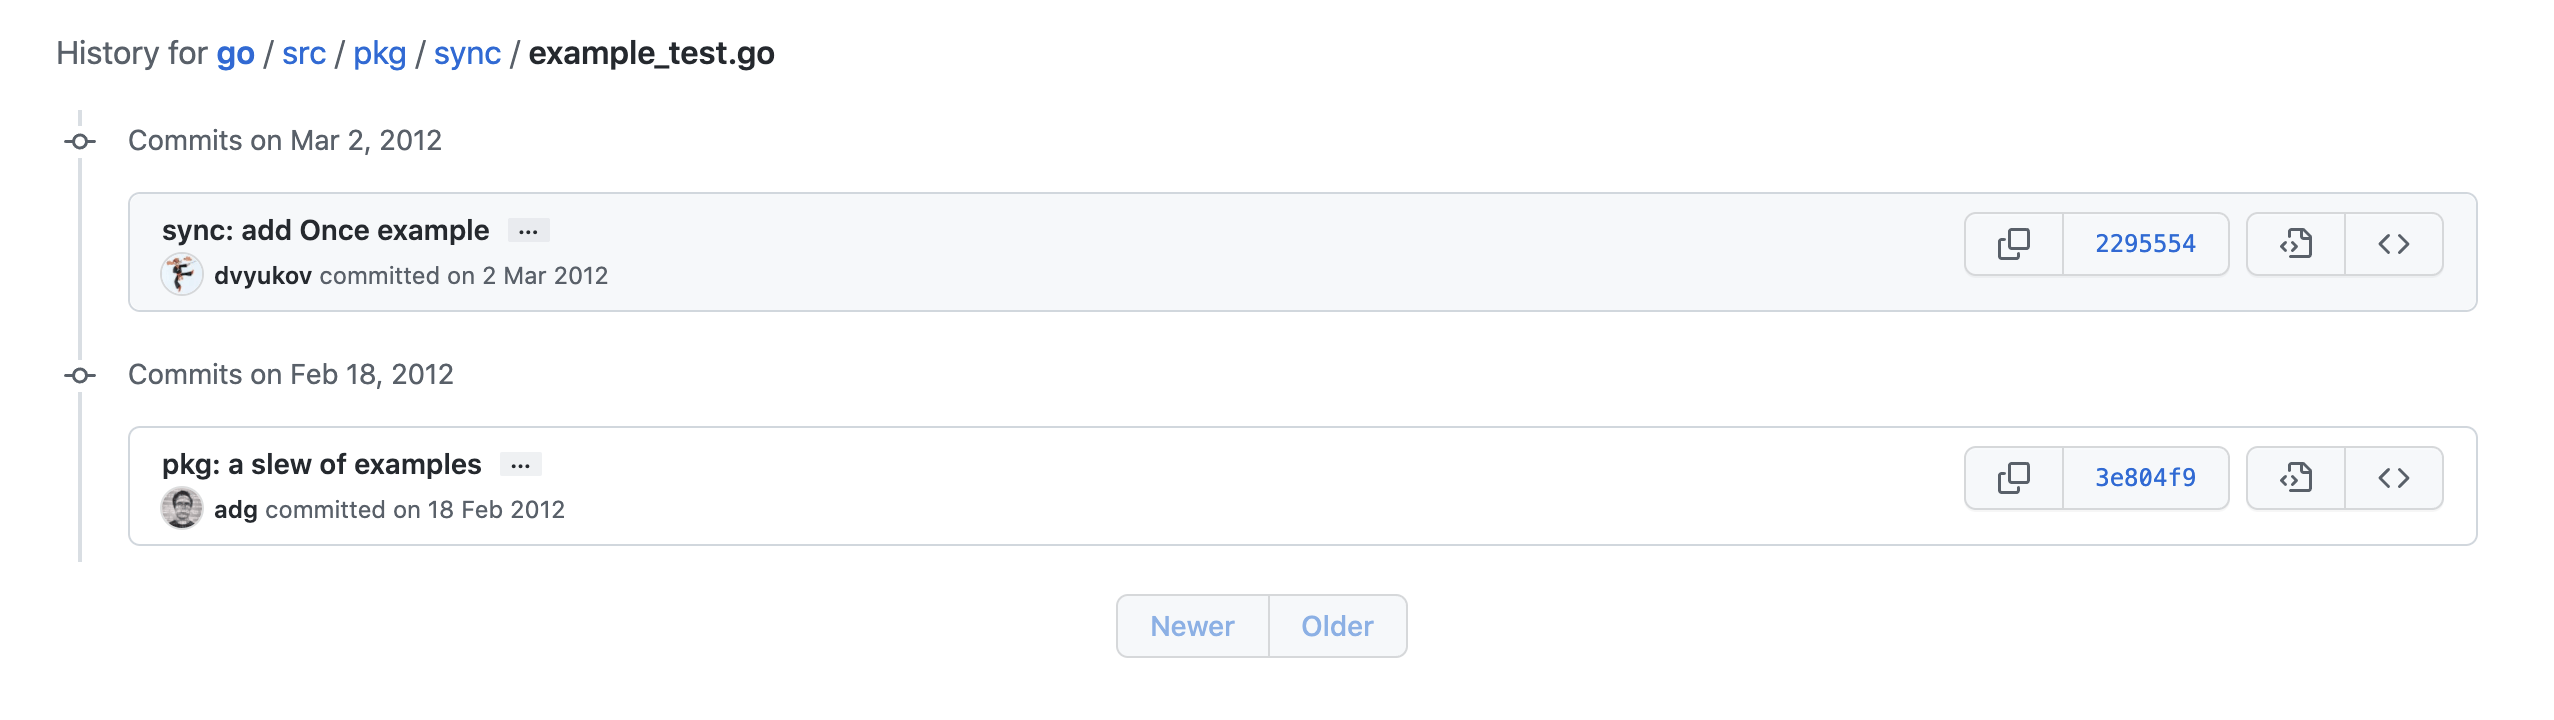 History for go / src / pkg / sync / example_test.go
Commits on Mar 2, 2012
sync: add Once example ...
2295554
dvyukov committed on 2 Mar 2012
Commits on Feb 18, 2012
pkg: a slew of examples ...
3e804f9
adg committed on 18 Feb 2012
Newer Older